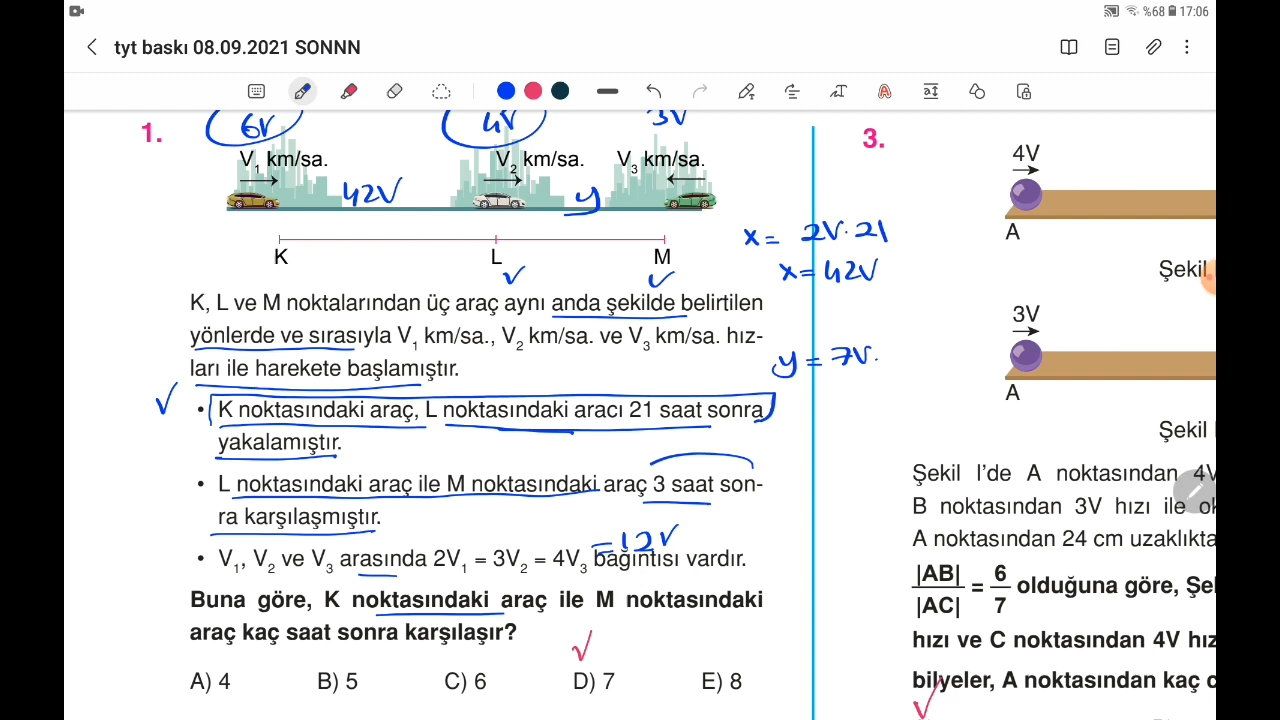 %68 17:06
tyt baskı 08.09.2021 SONNN
1.
6V 4V 3V
V1 km/sa. V2 km/sa. V3 km/sa.
42V y
K L M
x = 2V.21
x = 42V
y = 7V.
K, L ve M noktalarından üç araç aynı anda şekilde belirtilen
yönlerde ve sırasıyla V1 km/sa., V2 km/sa. ve V3 km/sa. hız-
ları ile harekete başlamıştır.
• K noktasındaki araç, L noktasındaki aracı 21 saat sonra
yakalamıştır.
• L noktasındaki araç ile M noktasındaki araç 3 saat son-
ra karşılaşmıştır.
= 12V
• V1, V2 ve V3 arasında 2V1 = 3V2 = 4V3 bağıntısı vardır.
Buna göre, K noktasındaki araç ile M noktasındaki
araç kaç saat sonra karşılaşır?
A) 4 B) 5 C) 6 D) 7 E) 8
3.
4V
A
Şekil
3V
A
Şekil
Şekil I’de A noktasından 4V
B noktasından 3V hızı ile
A noktasından 24 cm uzaklıkta
|AB| / |AC| = 6 / 7 olduğuna göre,
hızı ve C noktasından 4V
bilyeler, A noktasından kaç